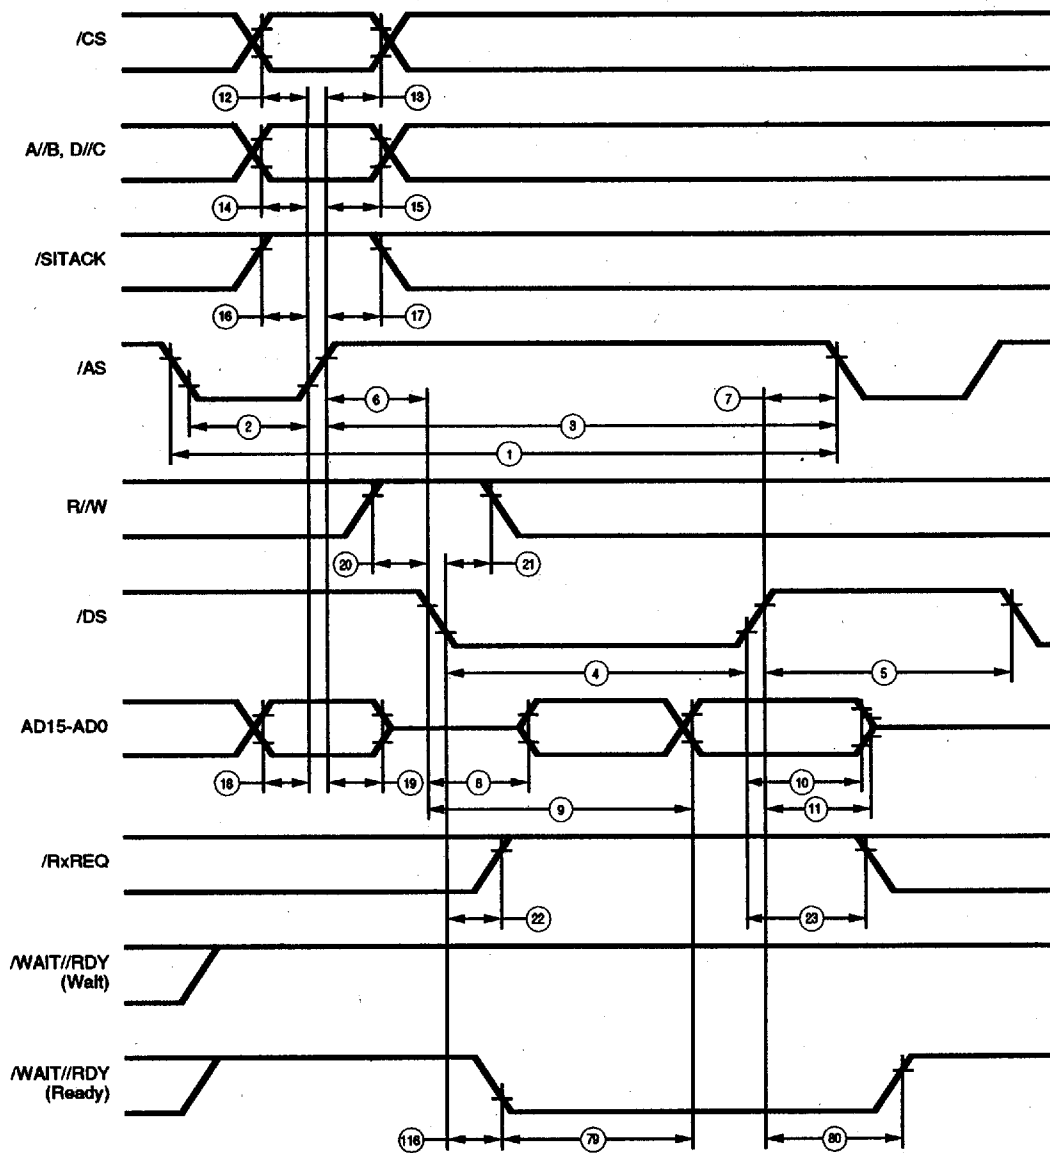 /CS
12
13
A//B, D//C
14
15
/SITACK
16
17
/AS
6
7
2
3
1
R//W
20
21
/DS
4
5
AD15-AD0
18
19
8
10
9
11
/RxREQ
22
23
/WAIT//RDY
(Wait)
/WAIT//RDY
(Ready)
116
79
80